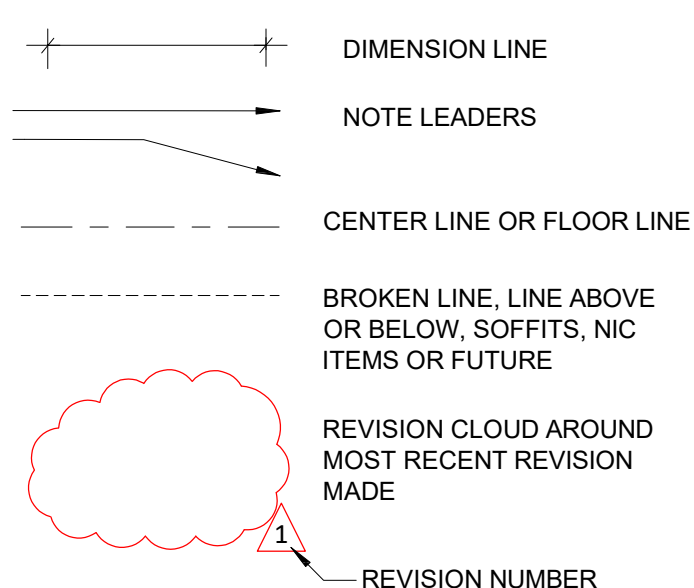 DIMENSION LINE
NOTE LEADERS
CENTER LINE OR FLOOR LINE
BROKEN LINE, LINE ABOVE
OR BELOW, SOFFITS, NIC
ITEMS OR FUTURE
REVISION CLOUD AROUND
MOST RECENT REVISION
MADE
1
REVISION NUMBER